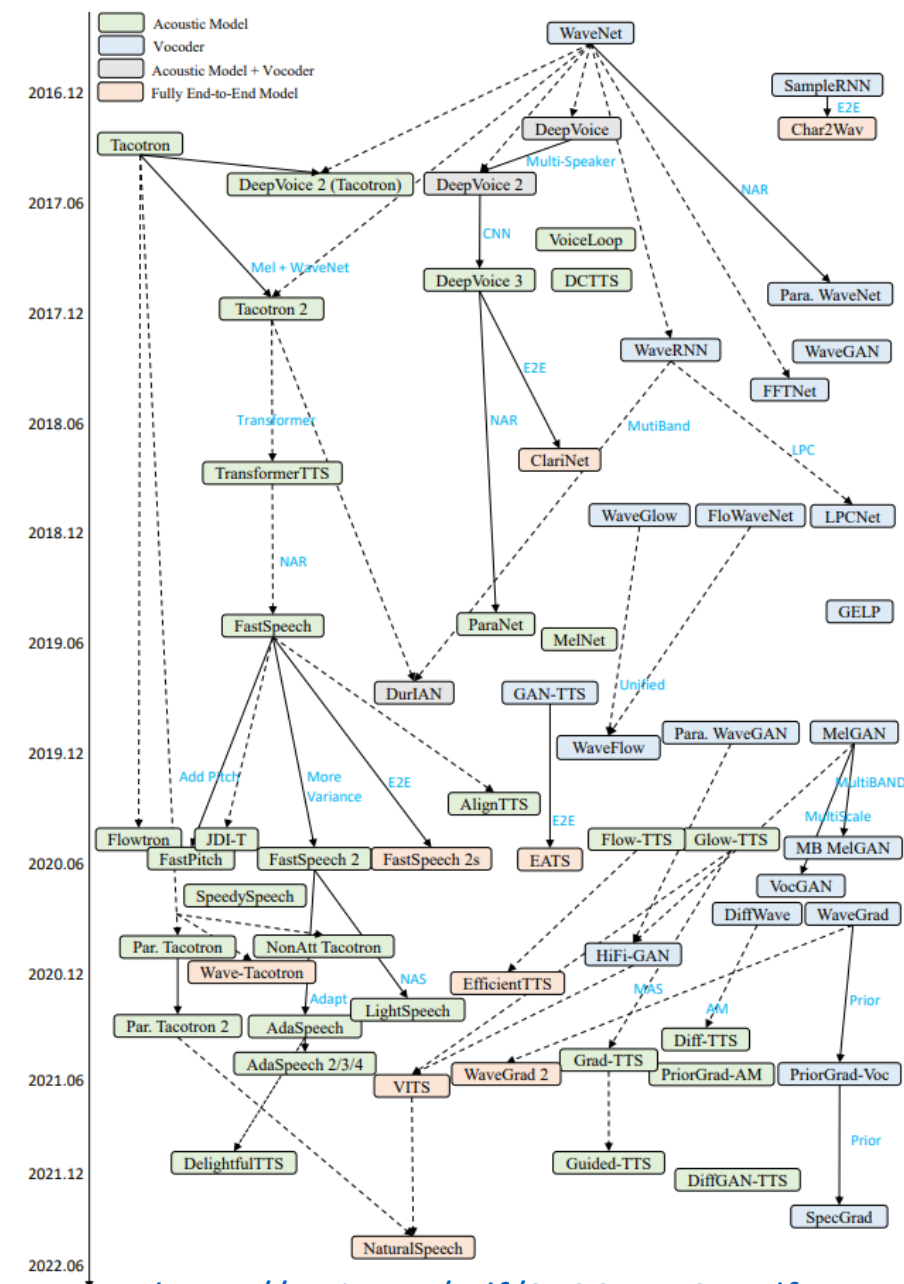 Acoustic Model
Vocoder
Acoustic Model + Vocoder
Fully End-to-End Model
WaveNet
2016.12
SampleRNN
E2E
Char2Wav
DeepVoice
Tacotron
Multi-Speaker
DeepVoice 2 (Tacotron)
DeepVoice 2
NAR
2017.06
CNN
VoiceLoop
Mel + WaveNet
DeepVoice 3
DCTTS
Para. WaveNet
Tacotron 2
2017.12
WaveRNN
WaveGAN
E2E
FFTNet
Transformer
NAR
MutiBand
2018.06
LPC
ClariNet
TransformerTTS
WaveGlow
FloWaveNet
LPCNet
2018.12
NAR
GELP
FastSpeech
ParaNet
MelNet
2019.06
DurIAN
GAN-TTS
Unified
Para. WaveGAN
MelGAN
WaveFlow
2019.12
Add Pitch
More
Variance
E2E
MultiBAND
AlignTTS
MultiScale
E2E
Flowtron
JDI-T
Flow-TTS
Glow-TTS
MB MelGAN
FastPitch
FastSpeech 2
FastSpeech 2s
EATS
2020.06
VocGAN
SpeedySpeech
DiffWave
WaveGrad
Par. Tacotron
NonAtt Tacotron
HiFi-GAN
Wave-Tacotron
2020.12
NAS
EfficientTTS
MAS
Adapt
LightSpeech
AM
Prior
Par. Tacotron 2
AdaSpeech
Diff-TTS
AdaSpeech 2/3/4
Grad-TTS
2021.06
VITS
WaveGrad 2
PriorGrad-AM
PriorGrad-Voc
Prior
DelightfulTTS
Guided-TTS
2021.12
DiffGAN-TTS
SpecGrad
NaturalSpeech
2022.06